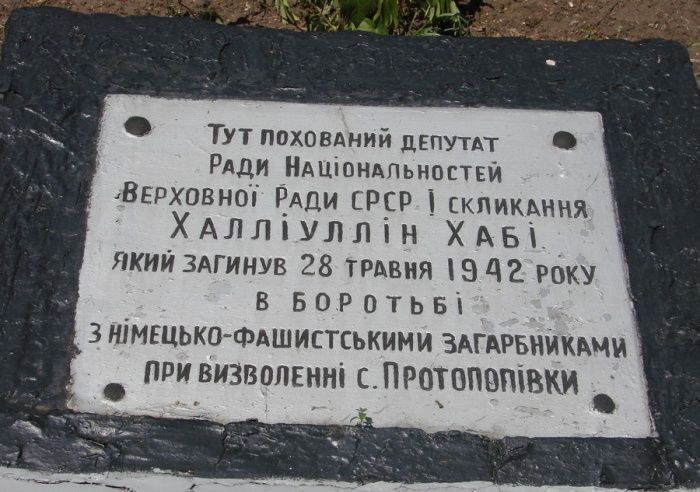 Тут похований депутат
Ради Національностей
Верховної Ради СРСР І скликання
Халліуллін Хабі.
який загинув 28 травня 1942 року
в боротьбі
з німецько-фашистськими загарбниками
при визволенні с. Протопопівки